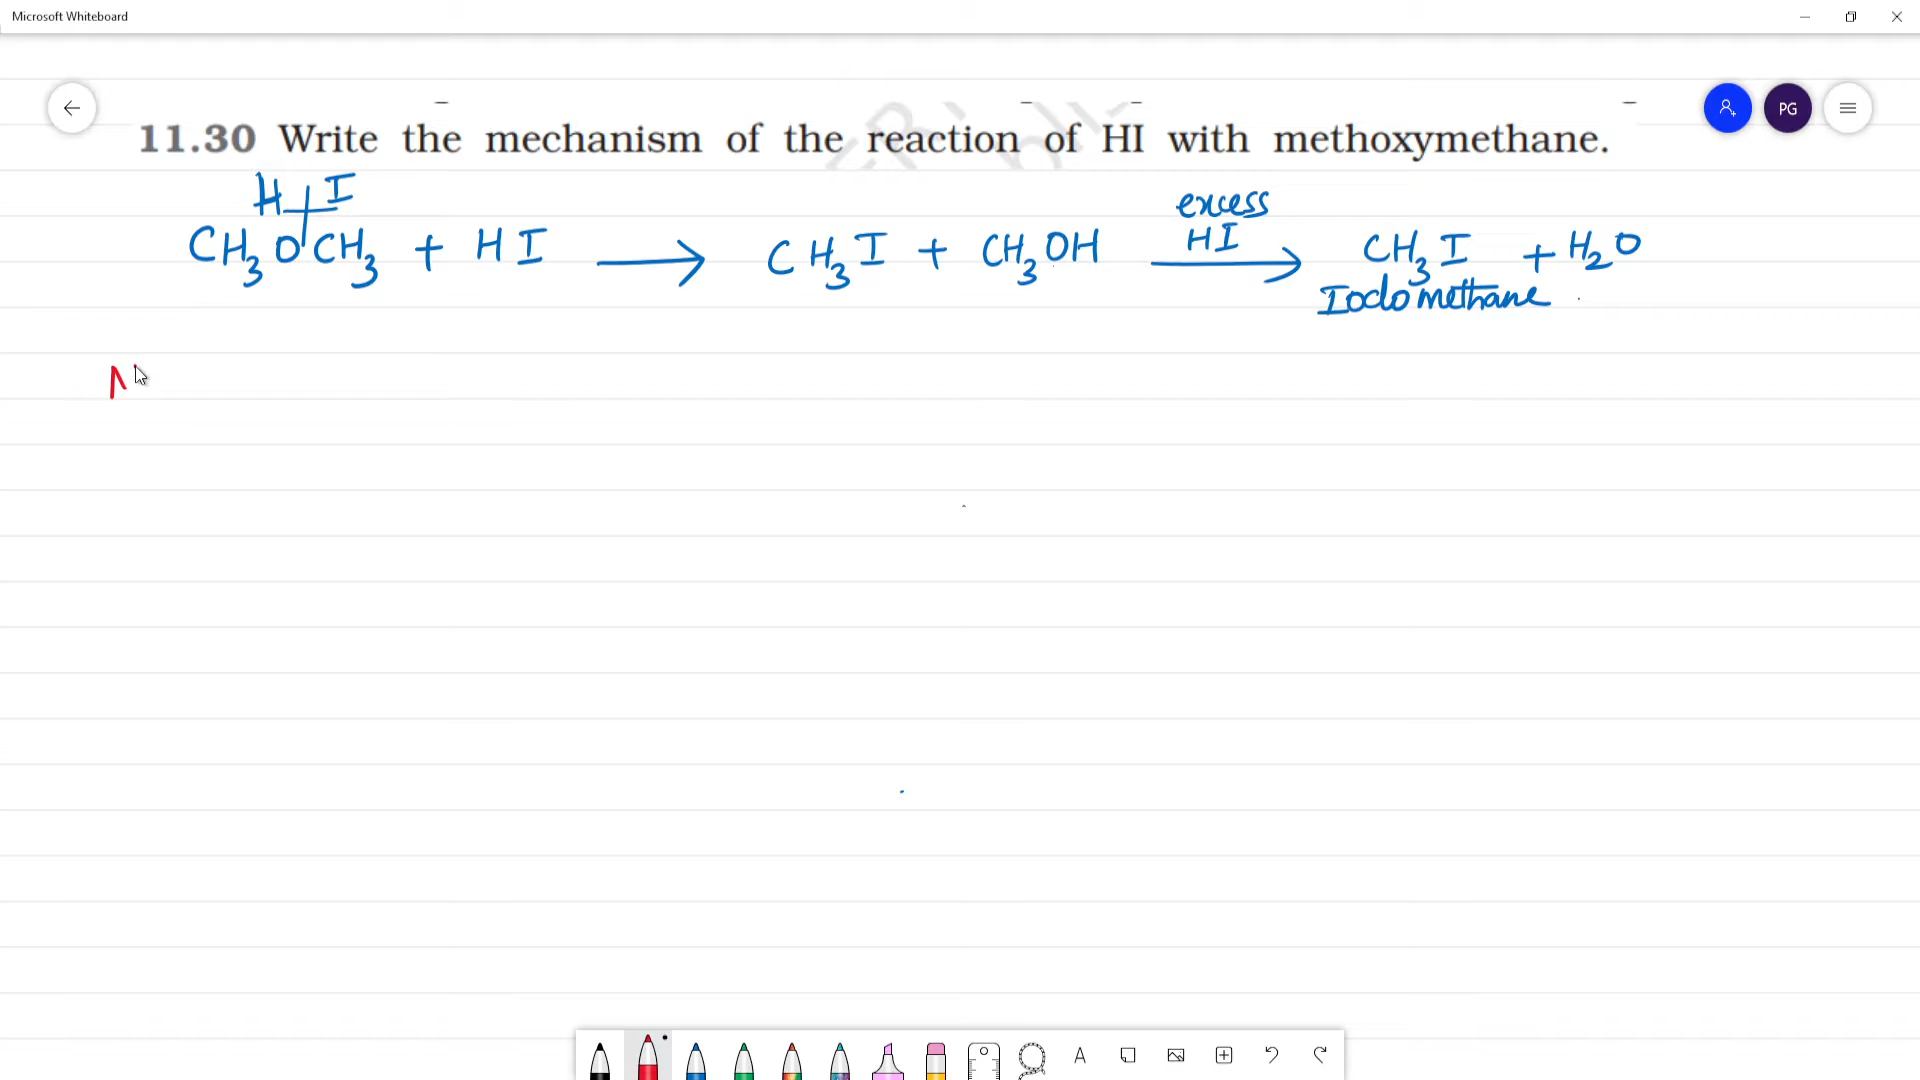 Microsoft Whiteboard
PG
11.30 Write the mechanism of the reaction of HI with methoxymethane.
H I
excess
CH3OCH3 + HI → CH3I + CH3OH HI → CH3I + H2O
Iodomethane
A